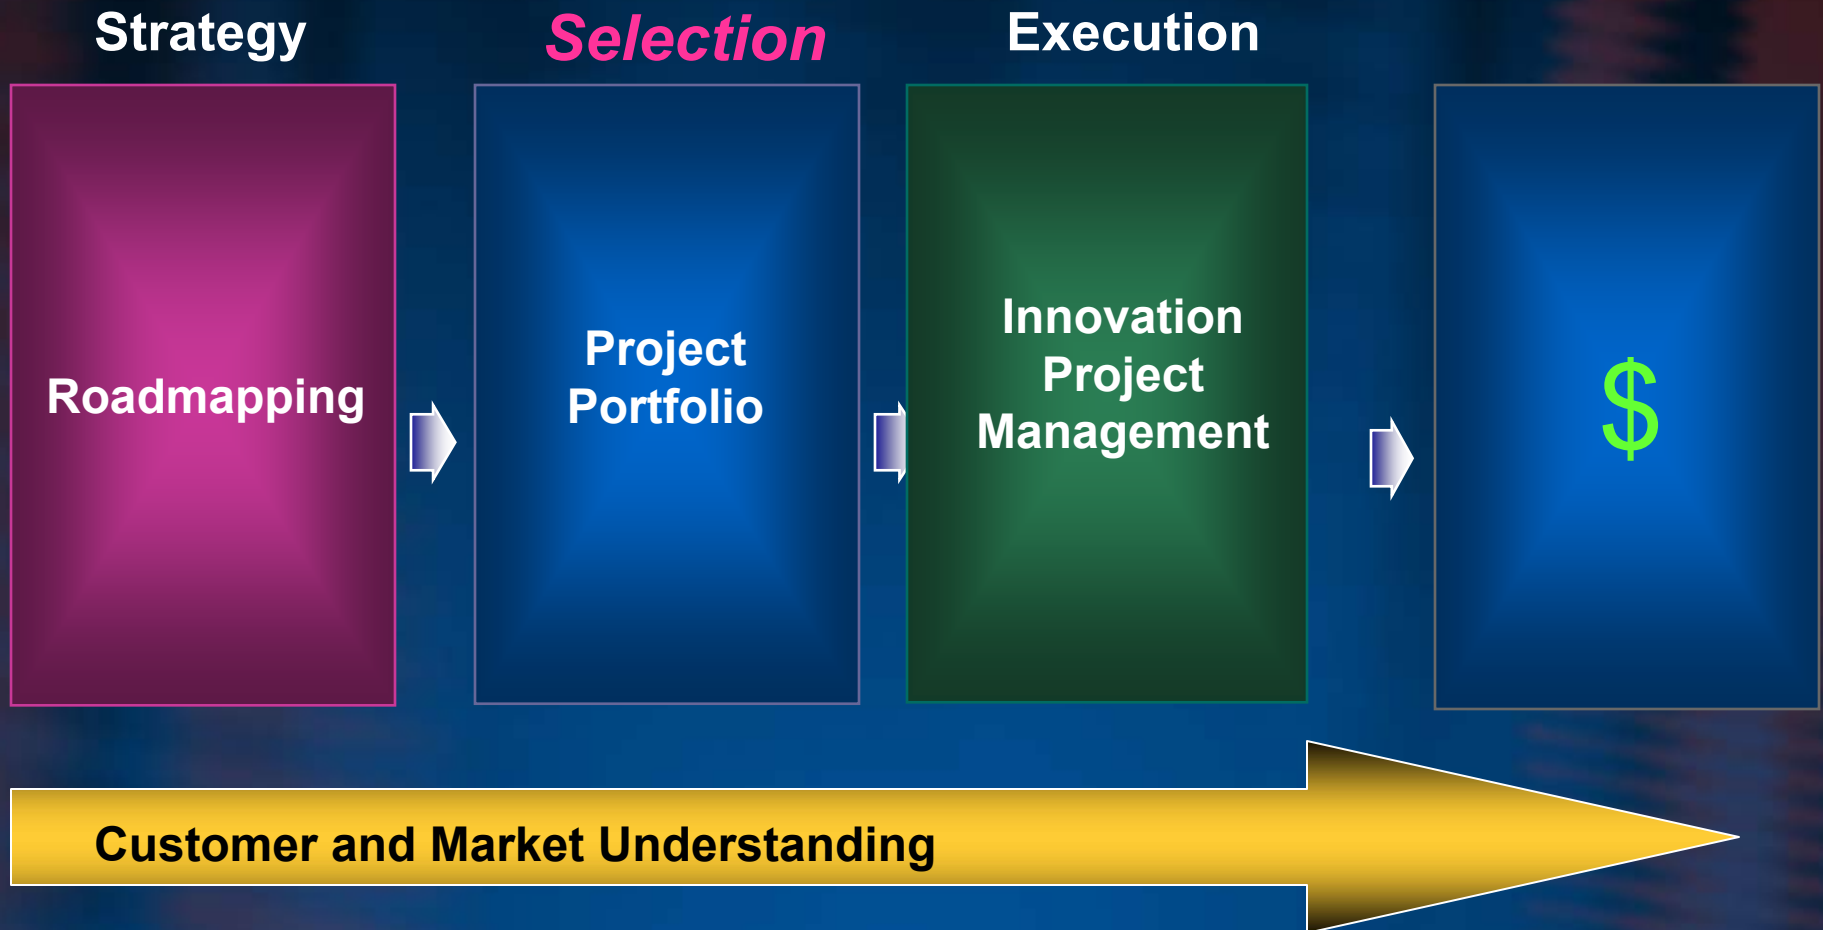 Strategy
Selection
Execution
Roadmapping
Project
Portfolio
Innovation
Project
Management
$
Customer and Market Understanding